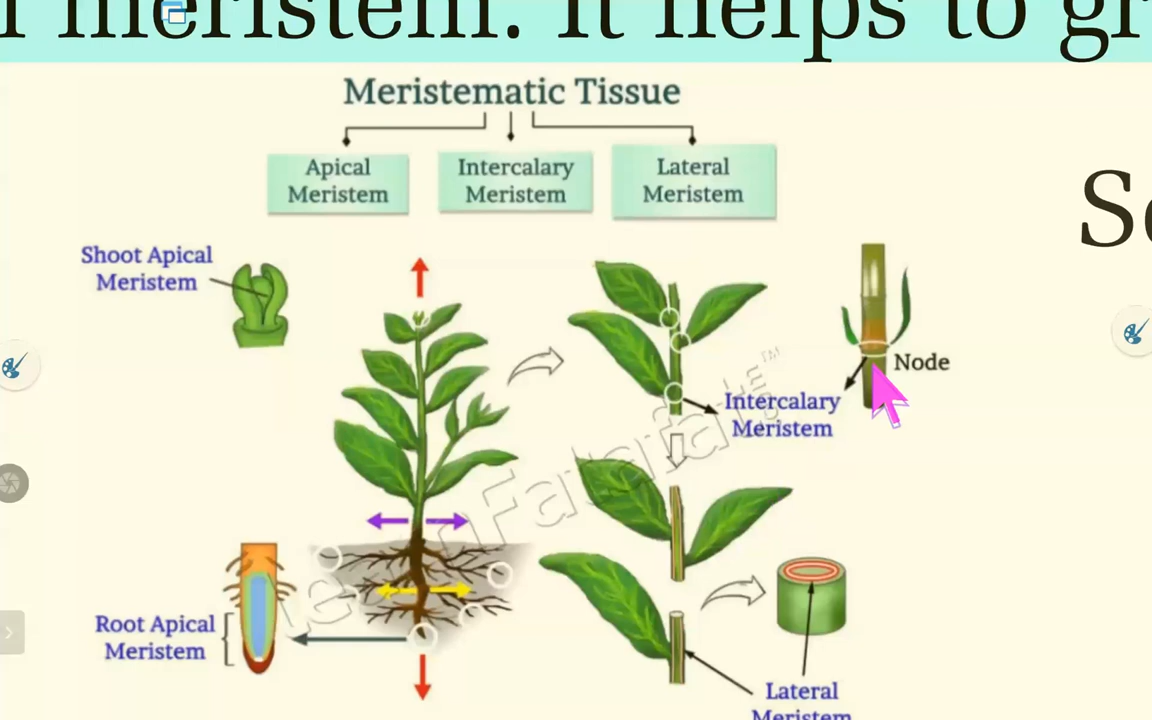 meristem. It helps to gr
Meristematic Tissue
Apical
Meristem
Intercalary
Meristem
Lateral
Meristem
Shoot Apical
Meristem
Node
Intercalary
Meristem
Root Apical
Meristem
Lateral
Meristem